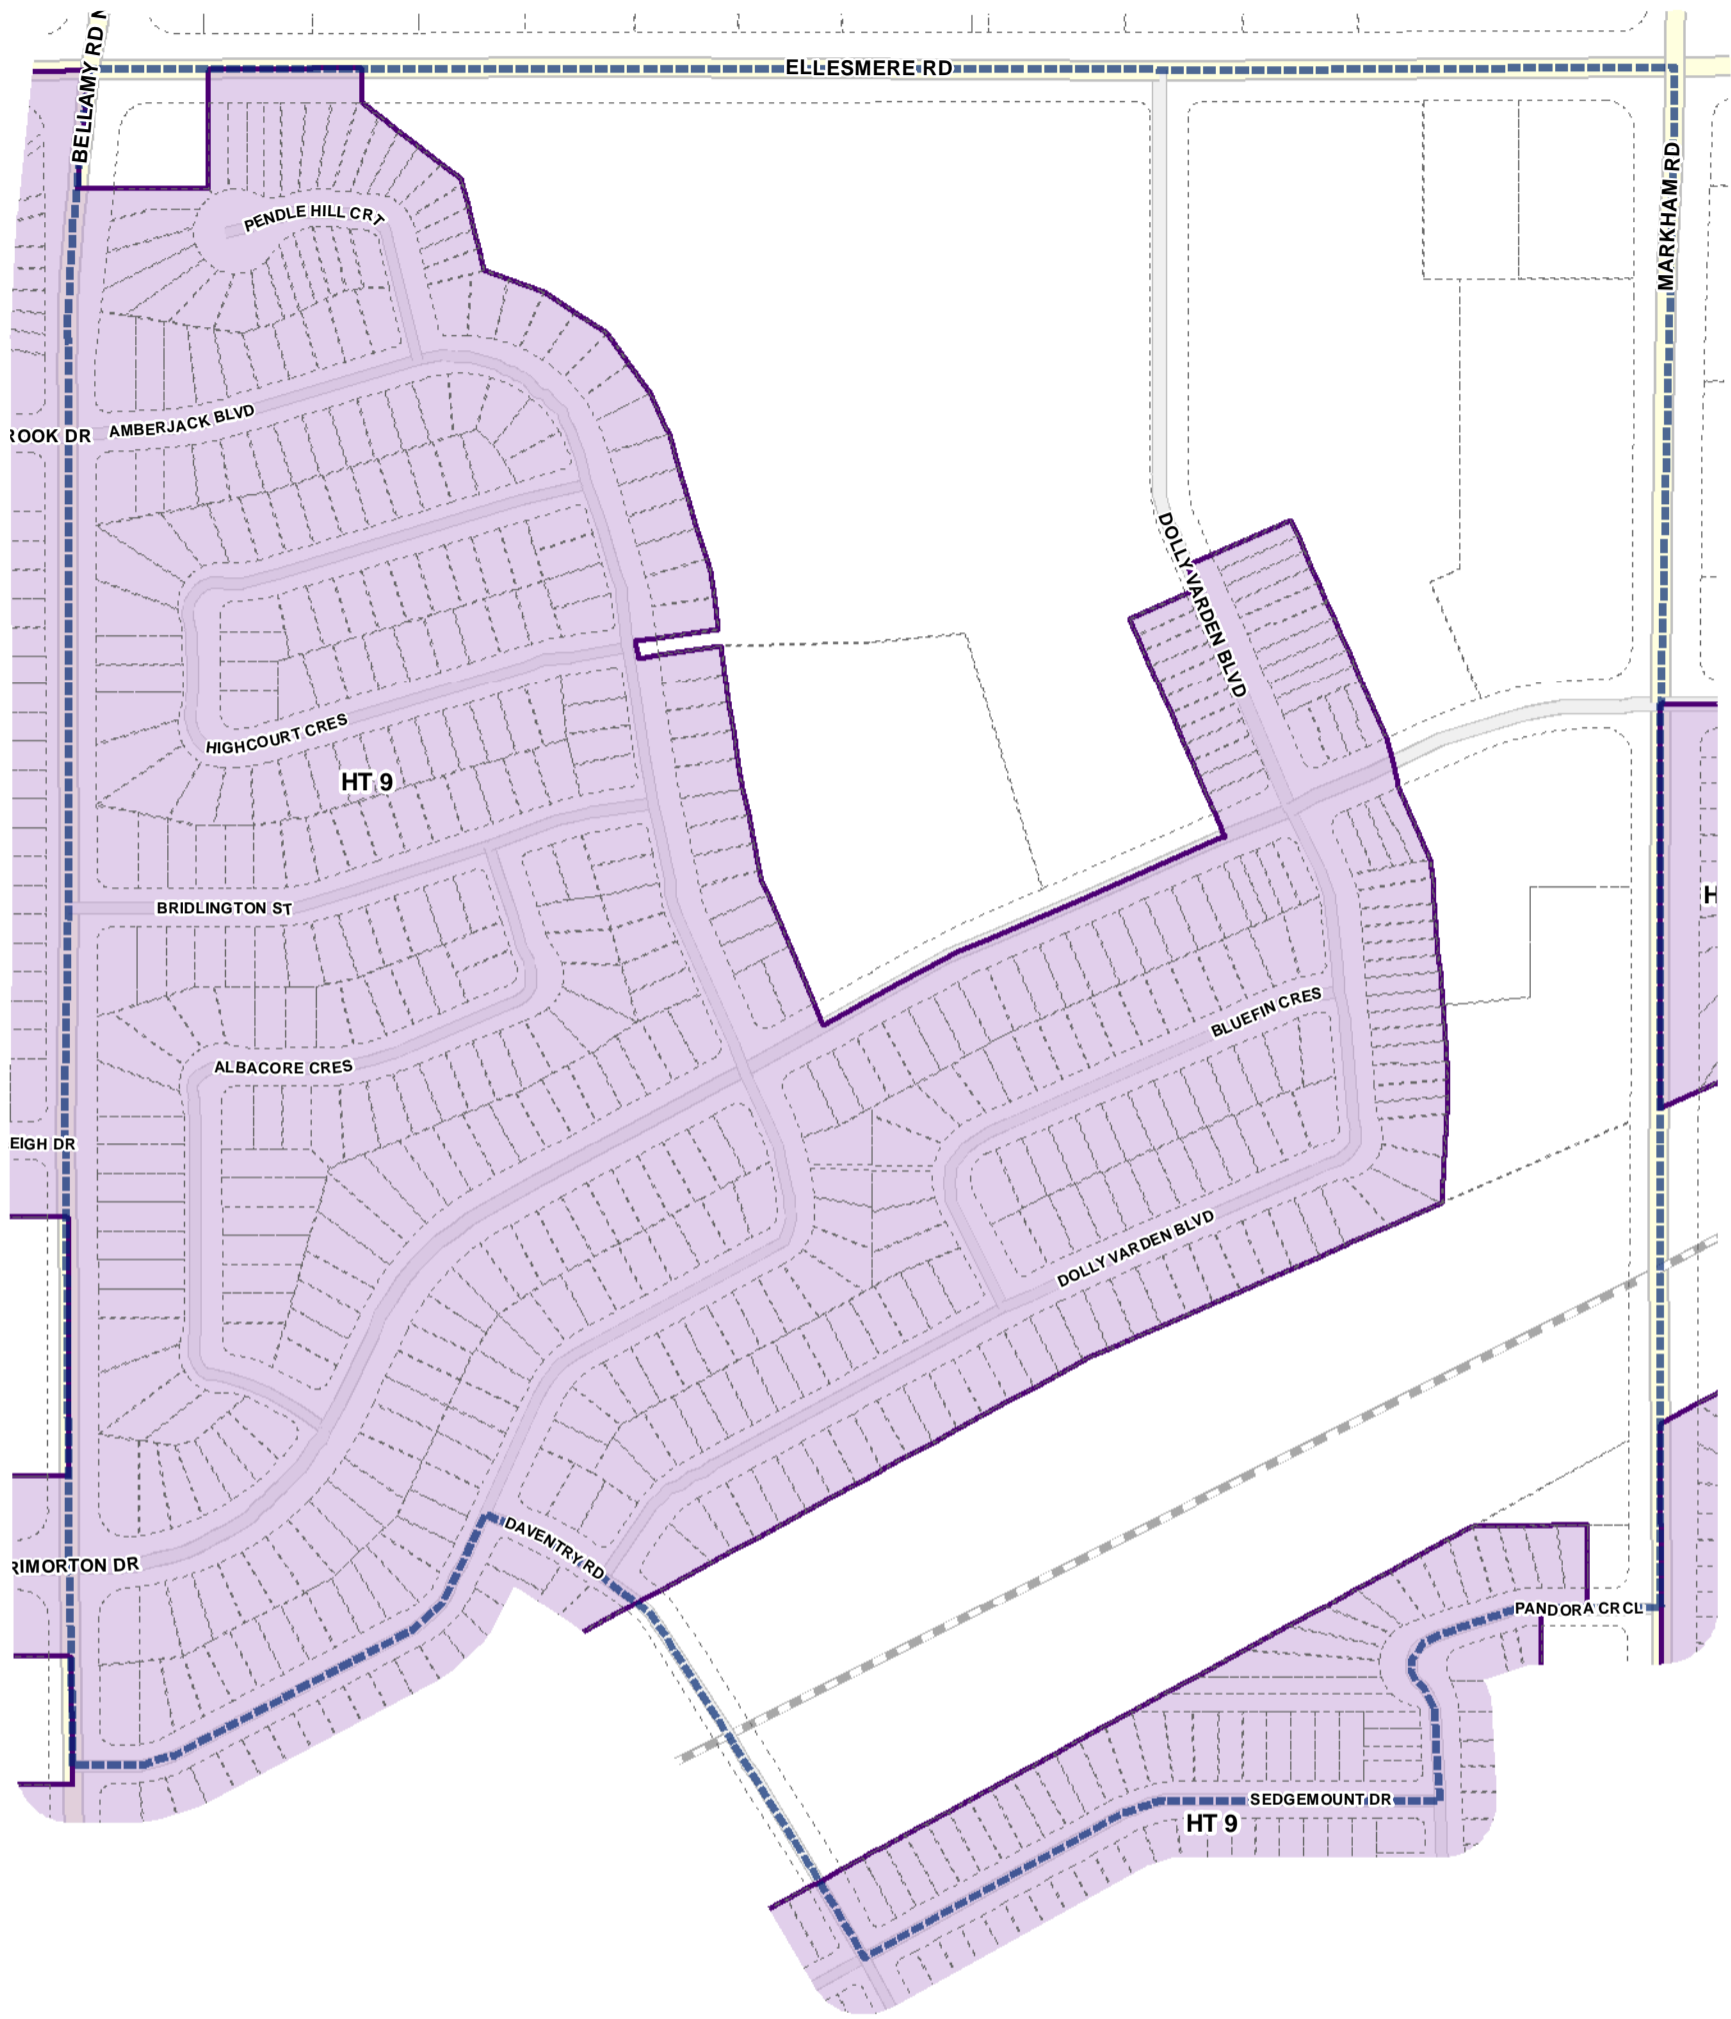 BELLAMY RD N
ELLESMERE RD
MARKHAM RD
PENDLE HILL CRT
ROOK DR
AMBERJACK BLVD
DOLLY VARDEN BLVD
HIGHCOURT CRES
HT 9
H
BRIDLINGTON ST
BLUEFIN CRES
ALBACORE CRES
EIGH DR
DOLLY VARDEN BLVD
DAVENTRY RD
RIMORTON DR
PANDORA CRCL
SEDGEMOUNT DR
HT 9